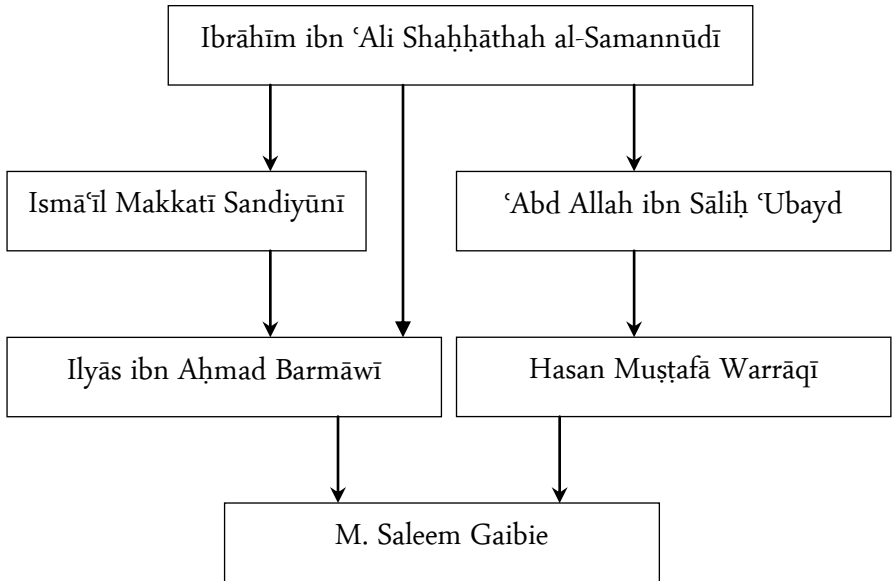 Ibrāhīm ibn ʿAli Shaḥḥāthah al-Samannūdī
Ismāʿīl Makkatī Sandiyūnī
ʿAbd Allah ibn Sāliḥ ʿUbayd
Ilyās ibn Aḥmad Barmāwī
Hasan Muṣṭafā Warrāqī
M. Saleem Gaibie